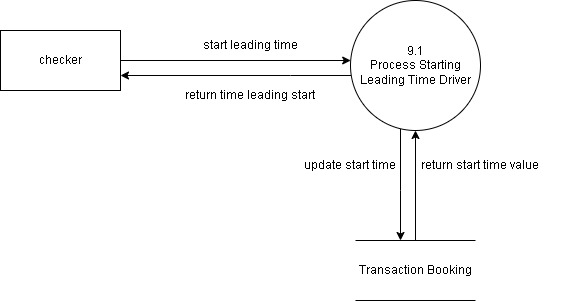 start leading time
checker
9.1
Process Starting
Leading Time Driver
return time leading start
update start time
return start time value
Transaction Booking